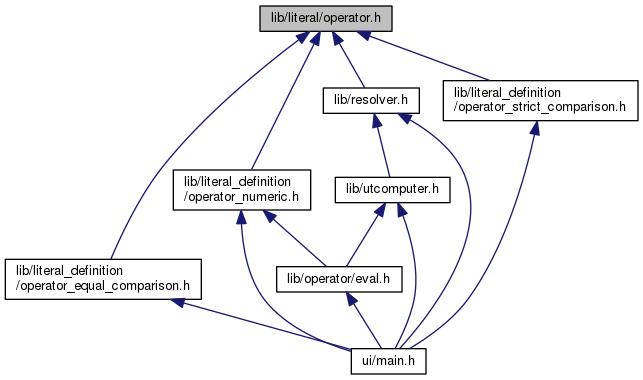 lib/literal/operator.h
lib/resolver.h
lib/literal_definition
/operator_strict_comparison.h
lib/literal_definition
/operator_numeric.h
lib/utcomputer.h
lib/literal_definition
/operator_equal_comparison.h
lib/operator/eval.h
ui/main.h